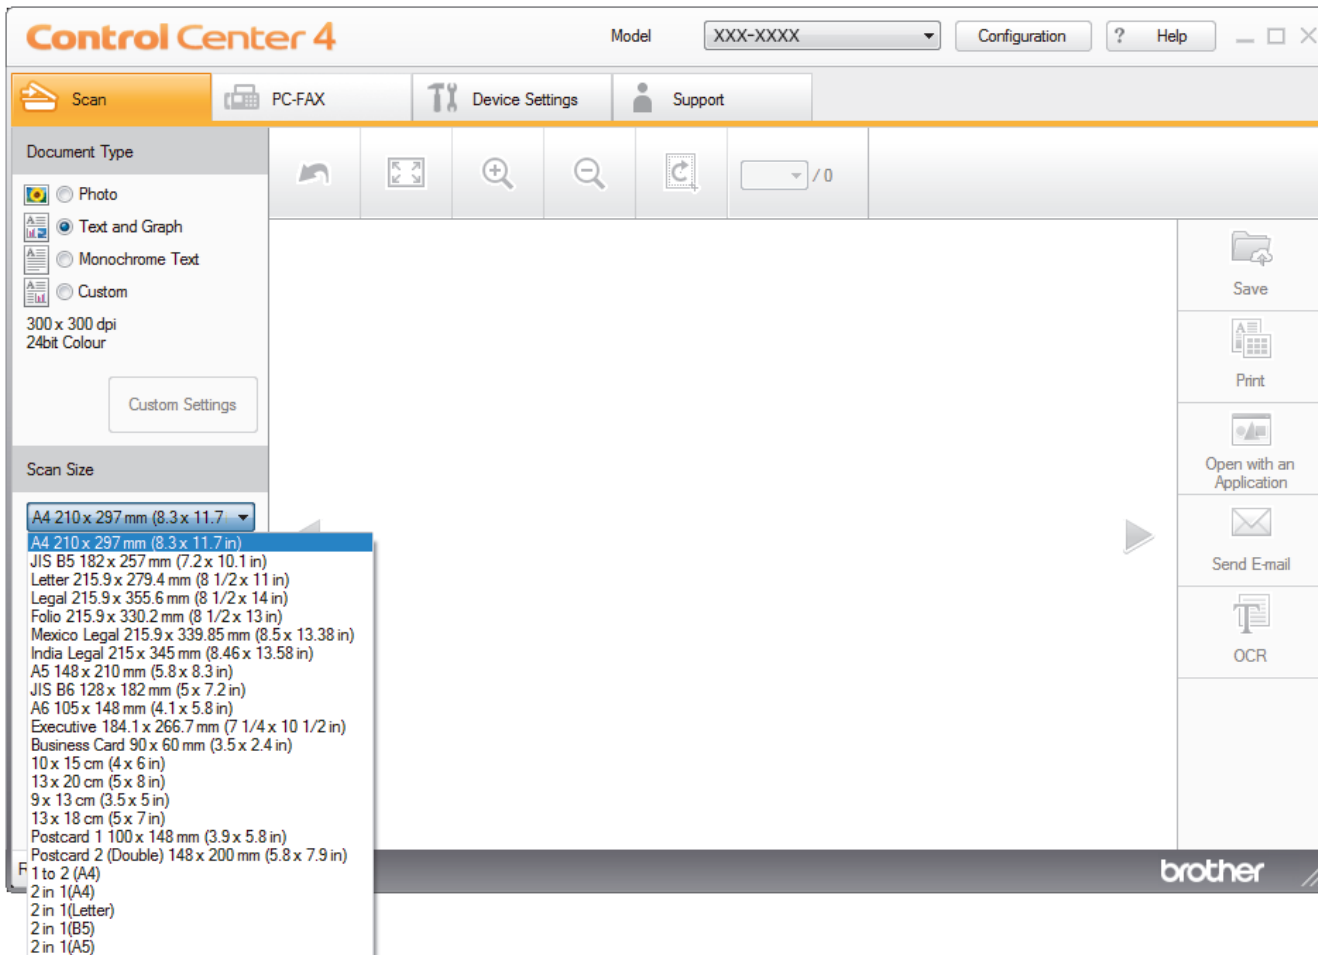 Control Center 4
Model
XXX-XXXX
Configuration
? Help
Scan
PC-FAX
Device Settings
Support
Document Type
Photo
Text and Graph
Monochrome Text
Custom
300 x 300 dpi
24bit Colour
Custom Settings
/ 0
Scan Size
A4 210 x 297 mm (8.3 x 11.7
A4 210 x 297 mm (8.3 x 11.7 in)
JIS B5 182 x 257 mm (7.2 x 10.1 in)
Letter 215.9 x 279.4 mm (8 1/2 x 11 in)
Legal 215.9 x 355.6 mm (8 1/2 x 14 in)
Folio 215.9 x 330.2 mm (8 1/2 x 13 in)
Mexico Legal 215.9 x 339.85 mm (8.5 x 13.38 in)
India Legal 215 x 345 mm (8.46 x 13.58 in)
A5 148 x 210 mm (5.8 x 8.3 in)
JIS B6 128 x 182 mm (5 x 7.2 in)
A6 105 x 148 mm (4.1 x 5.8 in)
Executive 184.1 x 266.7 mm (7 1/4 x 10 1/2 in)
Business Card 90 x 60 mm (3.5 x 2.4 in)
10 x 15 cm (4 x 6 in)
13 x 20 cm (5 x 8 in)
9 x 13 cm (3.5 x 5 in)
13 x 18 cm (5 x 7 in)
Postcard 1 100 x 148 mm (3.9 x 5.8 in)
Postcard 2 (Double) 148 x 200 mm (5.8 x 7.9 in)
1 to 2 (A4)
2 in 1(A4)
2 in 1(Letter)
2 in 1(B5)
2 in 1(A5)
Save
Print
Open with an
Application
Send E-mail
OCR
brother